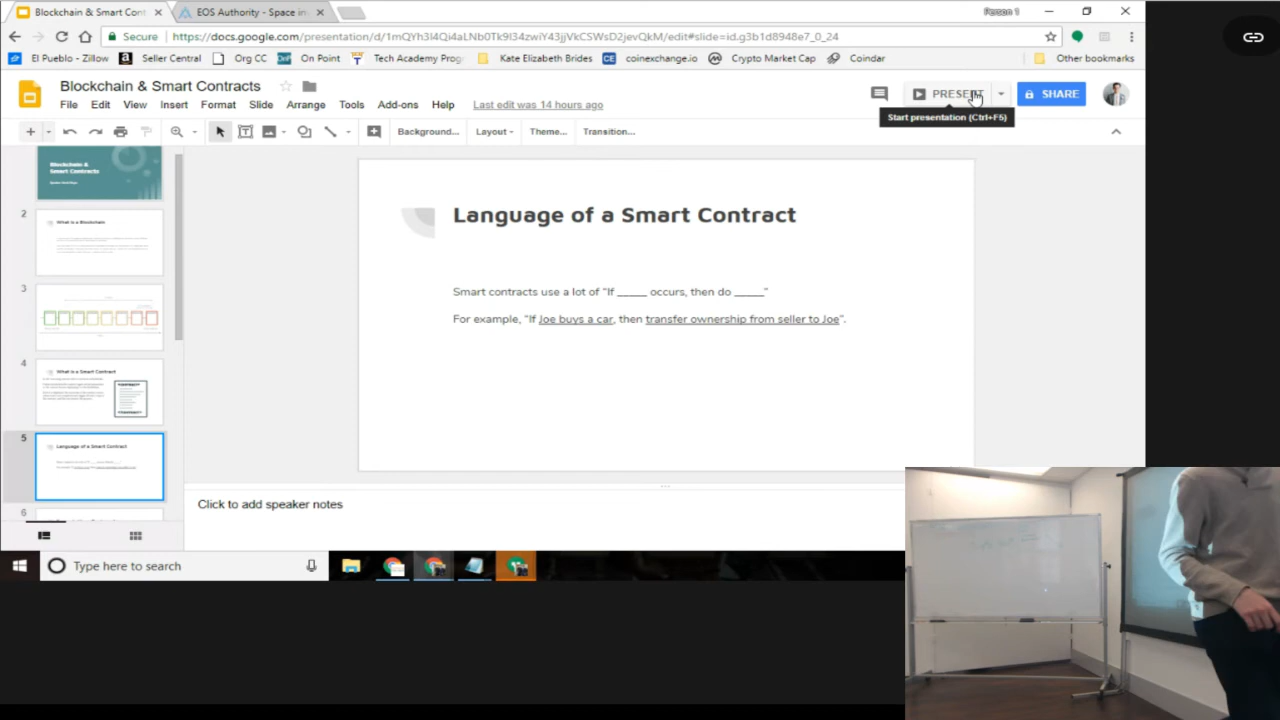 Blockchain & Smart Cont
EOS Authority - Space in
Person 1
Secure
https://docs.google.com/presentation/d/1mQYh3I4Qi4aLNb0Tk9I34zwiY43jjVkCSWsD2jevQkM/edit#slide=id.g3b1d8948e7_0_24
El Pueblo - Zillow
Seller Central
Org CC
On Point
Tech Academy Prog
Kate Elizabeth Brides
coinexchange.io
Crypto Market Cap
Coindar
Other bookmarks
Blockchain & Smart Contracts
PRESENT
SHARE
File Edit View Insert Format Slide Arrange Tools Add-ons Help Last edit was 14 hours ago
Start presentation (Ctrl+F5)
Background... Layout Theme... Transition...
Blockchain &
Smart Contracts
2
What is a Blockchain
3
4
What is a Smart Contract
5
Language of a Smart Contract
6
Language of a Smart Contract
Smart contracts use a lot of "If _____ occurs, then do _____"
For example, "If Joe buys a car, then transfer ownership from seller to Joe".
Click to add speaker notes
Type here to search